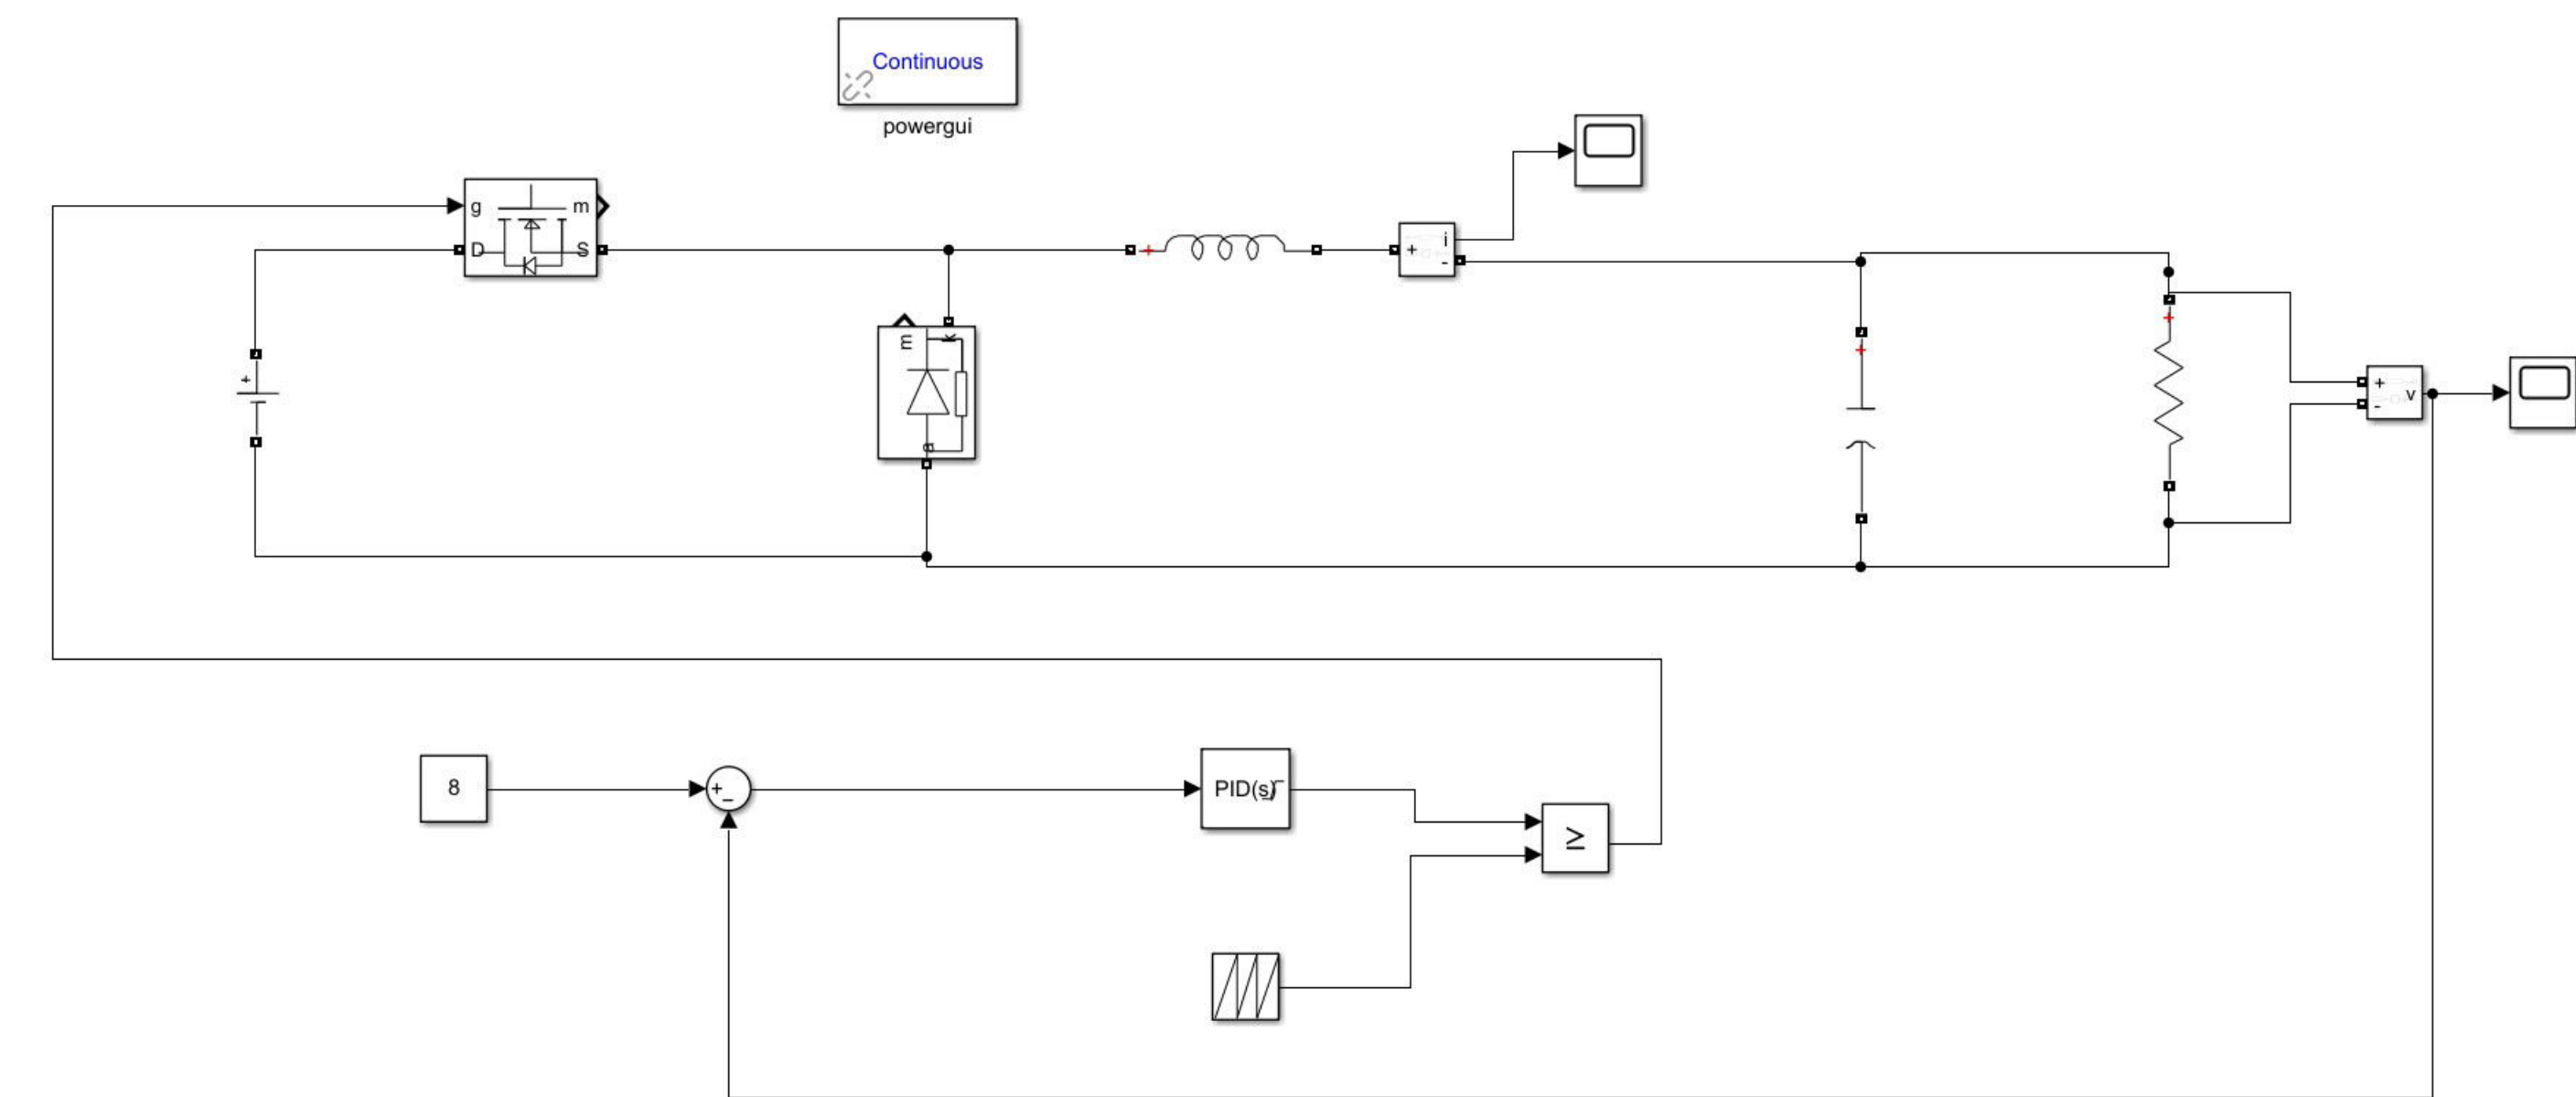 Continuous
powergui
g
m
D
S
i
+
-
m
k
a
+
+
+
+
+
-
v
8
+
−
PID(s)
≥